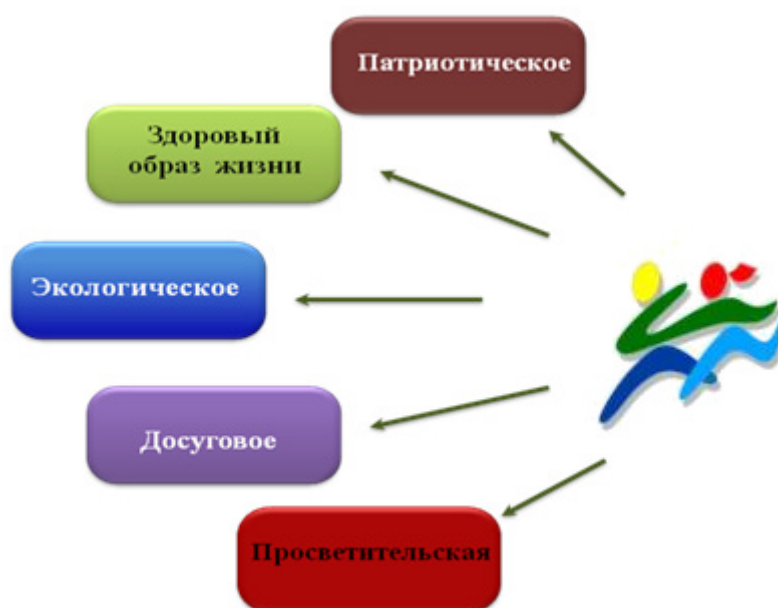 Патриотическое
Здоровый
образ жизни
Экологическое
Досуговое
Просветительская